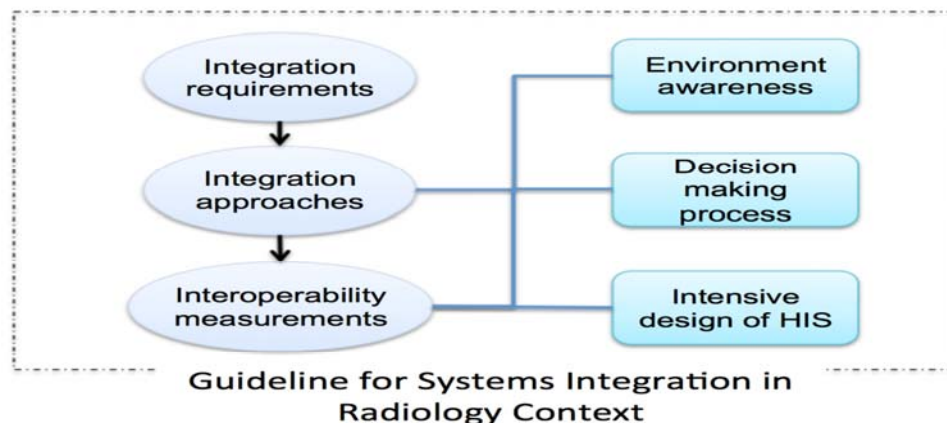 Integration
requirements
Integration
approaches
Interoperability
measurements
Environment
awareness
Decision
making
process
Intensive
design of HIS
Guideline for Systems Integration in
Radiology Context